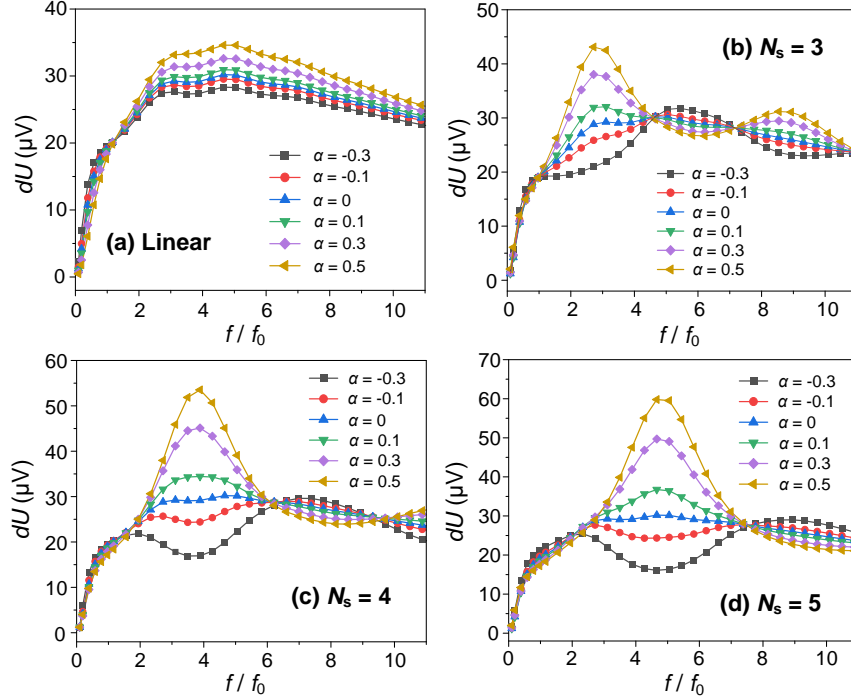 40
30
20
10
0
dU (μV)
0 2 4 6 8 10
f / f0
(a) Linear
α = -0.3
α = -0.1
α = 0
α = 0.1
α = 0.3
α = 0.5
50
40
30
20
10
0
dU (μV)
0 2 4 6 8 10
f / f0
(b) Ns = 3
α = -0.3
α = -0.1
α = 0
α = 0.1
α = 0.3
α = 0.5
60
50
40
30
20
10
0
dU (μV)
0 2 4 6 8 10
f / f0
(c) Ns = 4
α = -0.3
α = -0.1
α = 0
α = 0.1
α = 0.3
α = 0.5
70
60
50
40
30
20
10
0
dU (μV)
0 2 4 6 8 10
f / f0
(d) Ns = 5
α = -0.3
α = -0.1
α = 0
α = 0.1
α = 0.3
α = 0.5